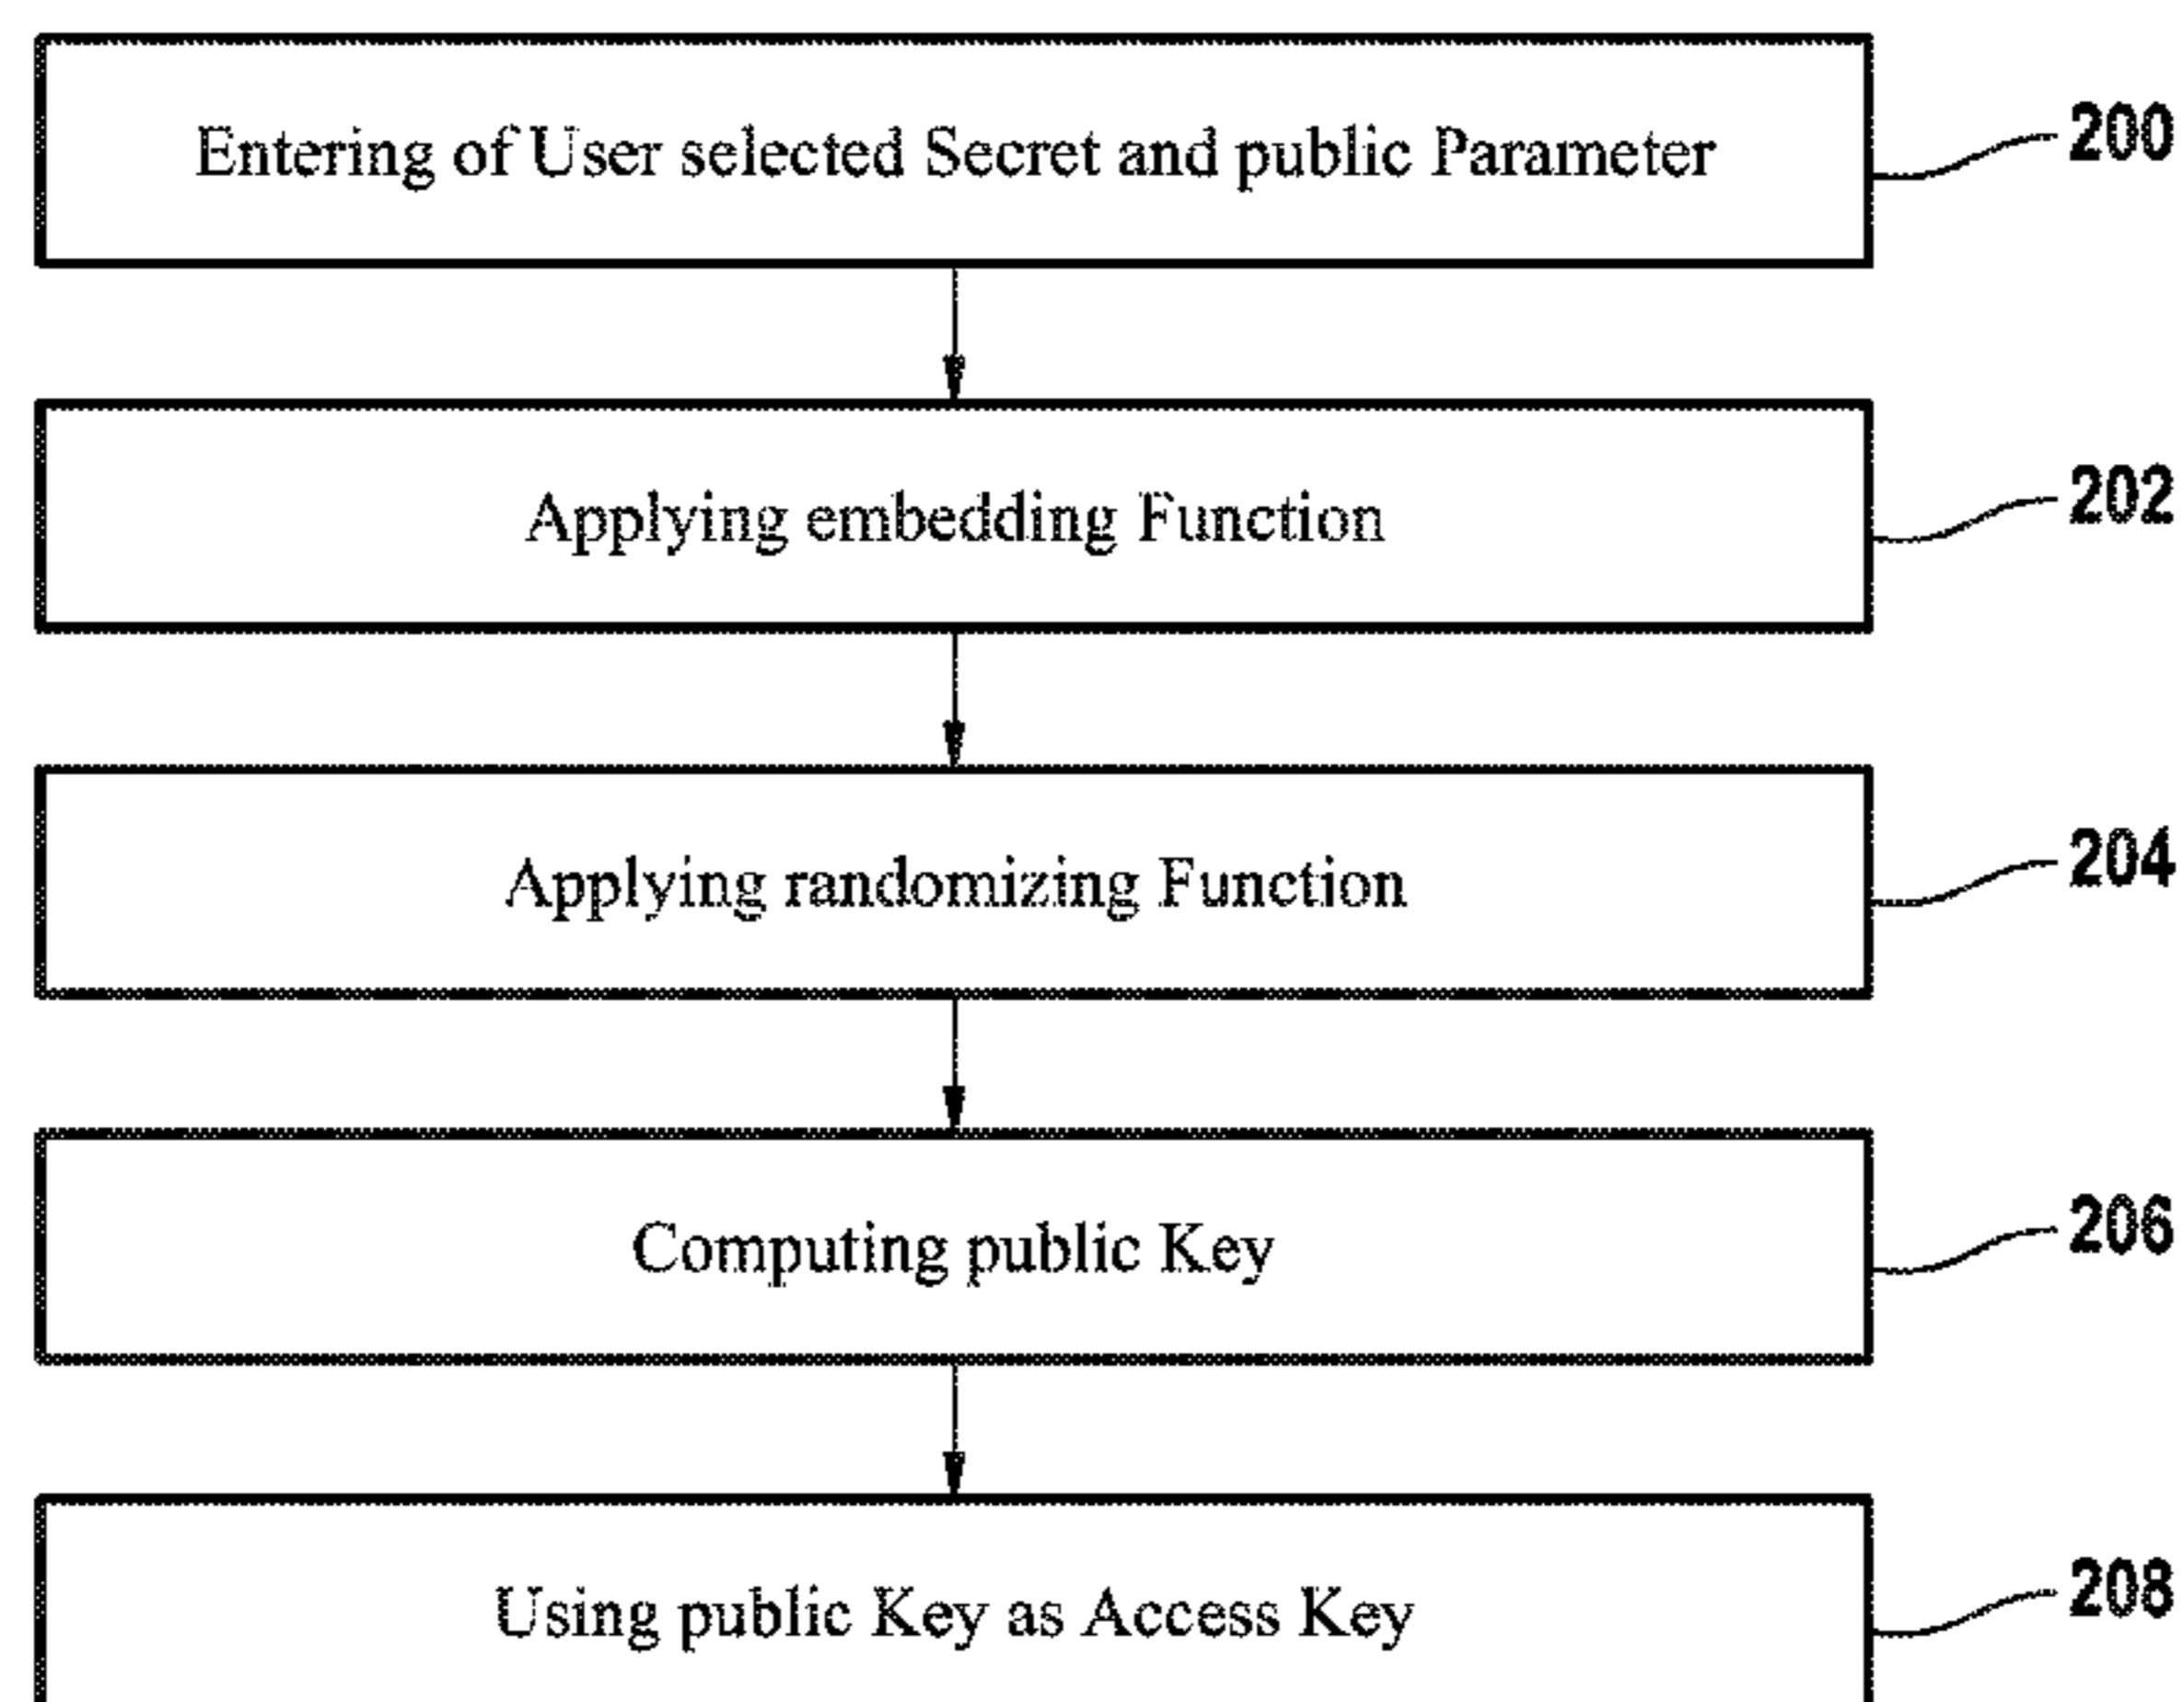 Entering of User selected Secret and public Parameter
200
Applying embedding Function
202
Applying randomizing Function
204
Computing public Key
206
Using public Key as Access Key
208